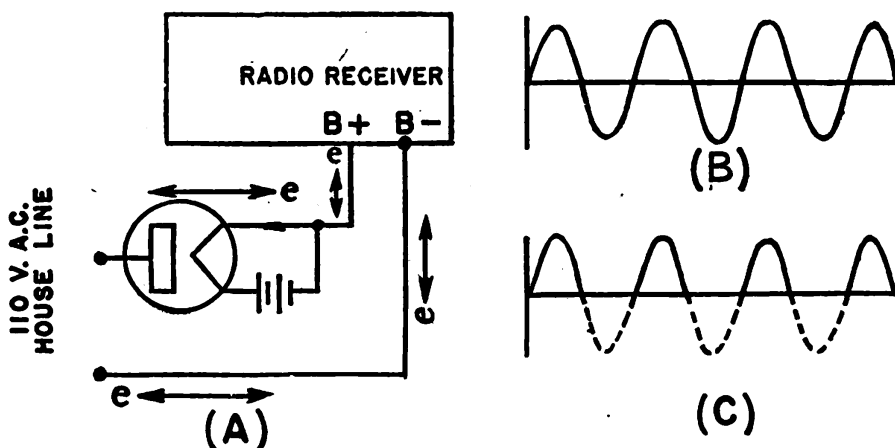 RADIO RECEIVER
B+ B-
e
e
110 V. A.C.
HOUSE LINE
e
e
(A)
(B)
(C)